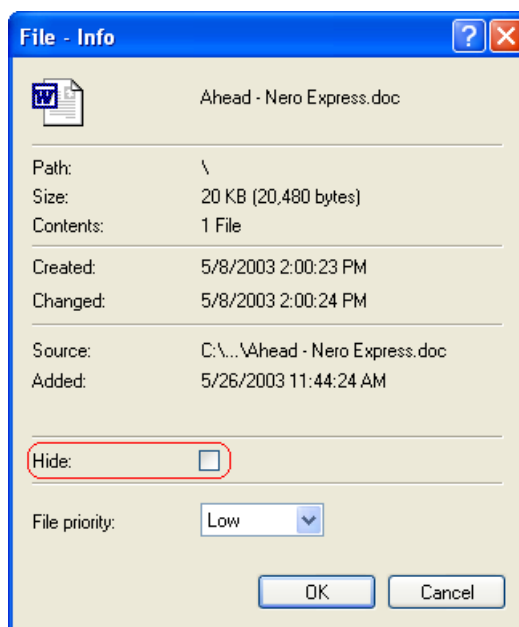 File - Info
Ahead - Nero Express.doc
Path: \
Size: 20 KB (20,480 bytes)
Contents: 1 File
Created: 5/8/2003 2:00:23 PM
Changed: 5/8/2003 2:00:24 PM
Source: C:\...\Ahead - Nero Express.doc
Added: 5/26/2003 11:44:24 AM
Hide:
File priority: Low
OK Cancel